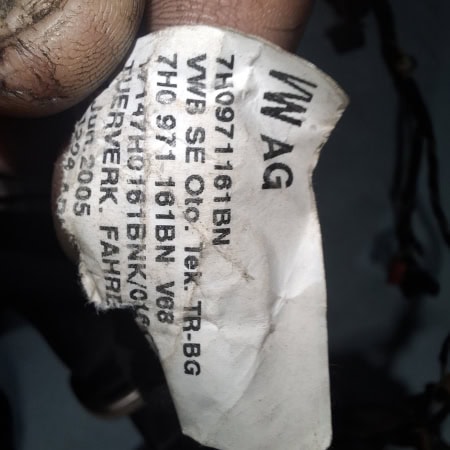 VW AG
7H0971161BN
VWB SE Oto. Tek. TR-BG
7H0 971 161BN V68
TUERVERK. FAHRE
Jun.2005